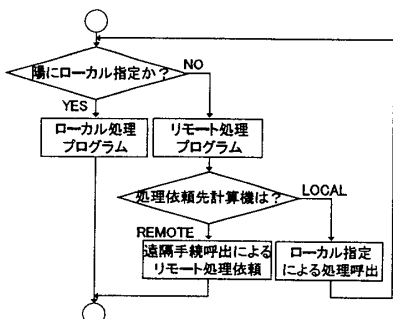 陽にローカル指定か？
NO
YES
ローカル処理
プログラム
リモート処理
プログラム
処理依頼先計算機は？
LOCAL
REMOTE
遠隔手続呼出による
リモート処理依頼
ローカル指定
による処理呼出